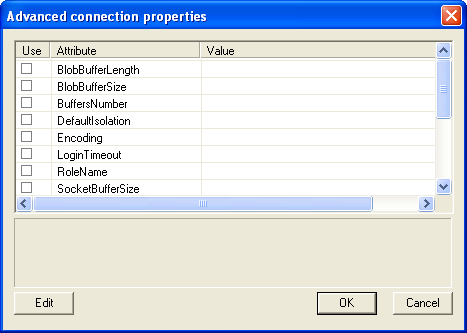 Advanced connection properties
Use Attribute Value
BlobBufferLength
BlobBufferSize
BuffersNumber
DefaultIsolation
Encoding
LoginTimeout
RoleName
SocketBufferSize
Edit OK Cancel